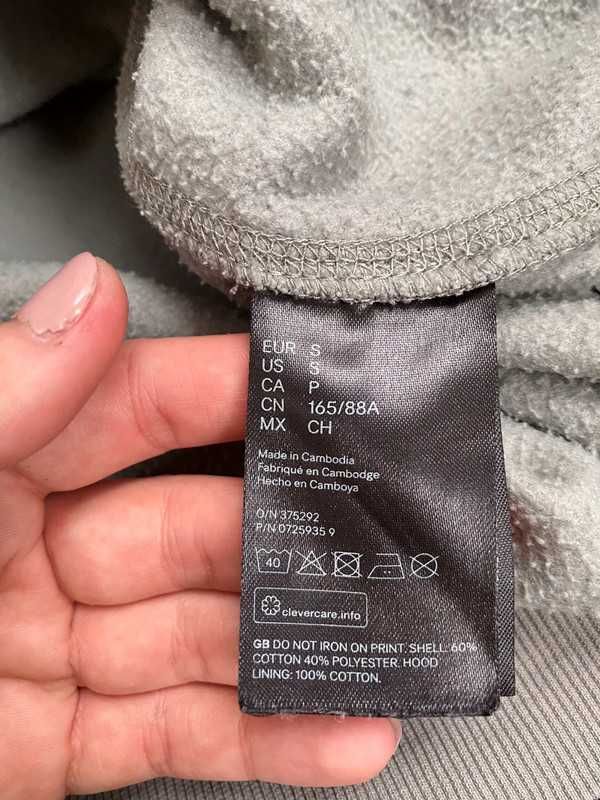 EUR S
US S
CA P
CN 165/88A
MX CH
Made in Cambodia
Fabriqué en Cambodge
Hecho en Camboya
O/N 375292
P/N 0725935 9
40
clevercare.info
GB DO NOT IRON ON PRINT. SHELL: 60%
COTTON 40% POLYESTER. HOOD
LINING: 100% COTTON.